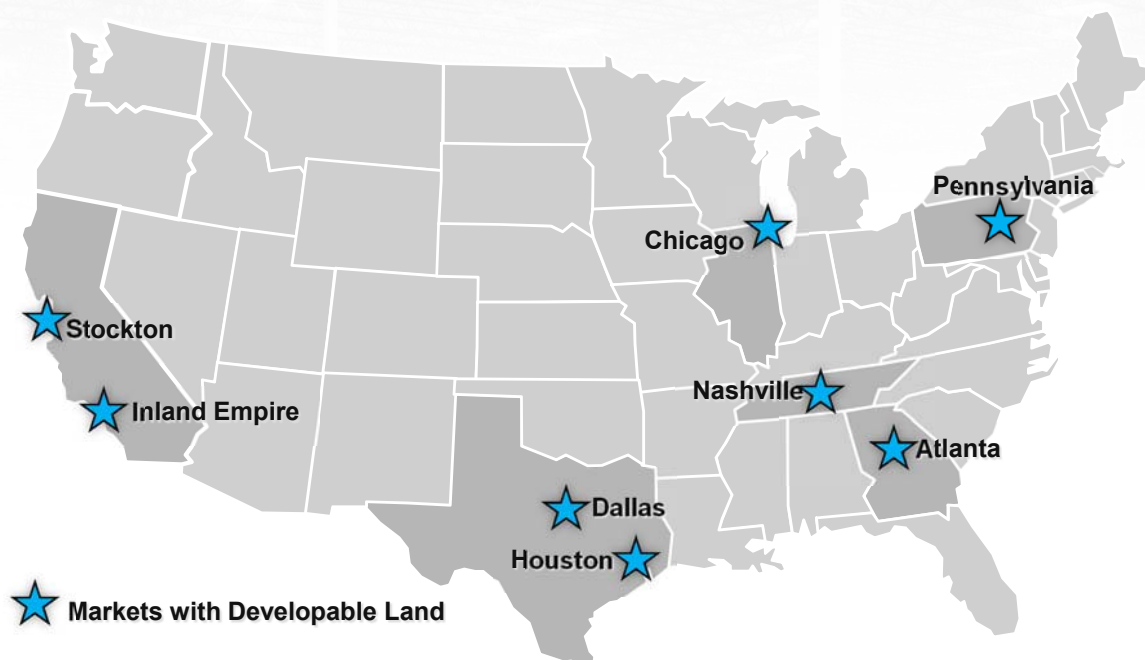 Pennsylvania
Chicago
Stockton
Nashville
Inland Empire
Atlanta
Dallas
Houston
Markets with Developable Land